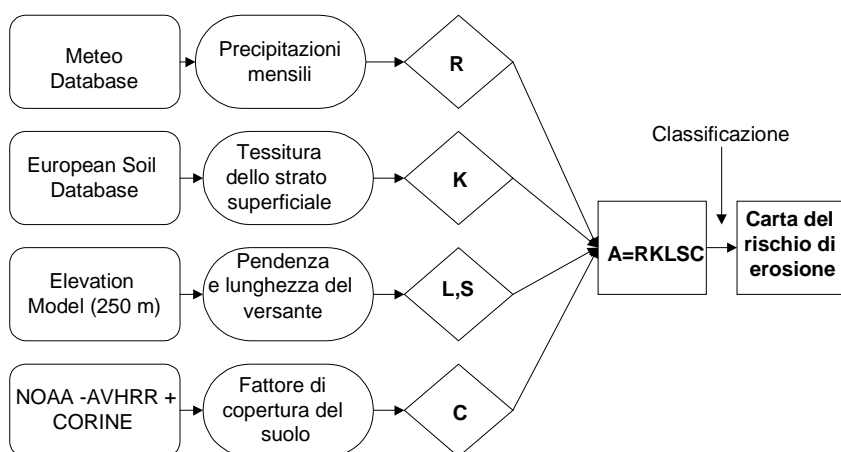 Meteo
Database
Precipitazioni
mensili
R
European Soil
Database
Tessitura
dello strato
superficiale
K
Elevation
Model (250 m)
Pendenza
e lunghezza del
versante
L,S
NOAA -AVHRR +
CORINE
Fattore di
copertura del
suolo
C
A=RKLSC
Classificazione
Carta del
rischio di
erosione